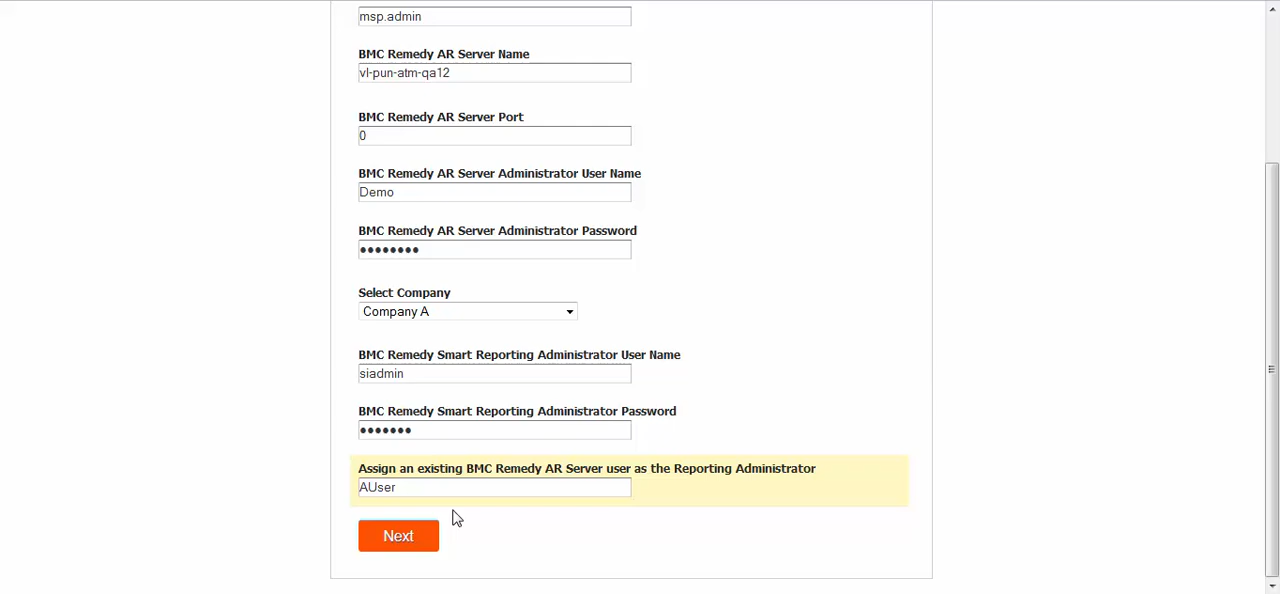 msp.admin
BMC Remedy AR Server Name
vl-pun-atm-qa12
BMC Remedy AR Server Port
0
BMC Remedy AR Server Administrator User Name
Demo
BMC Remedy AR Server Administrator Password
••••••••
Select Company
Company A
BMC Remedy Smart Reporting Administrator User Name
siadmin
BMC Remedy Smart Reporting Administrator Password
•••••••
Assign an existing BMC Remedy AR Server user as the Reporting Administrator
AUser
Next